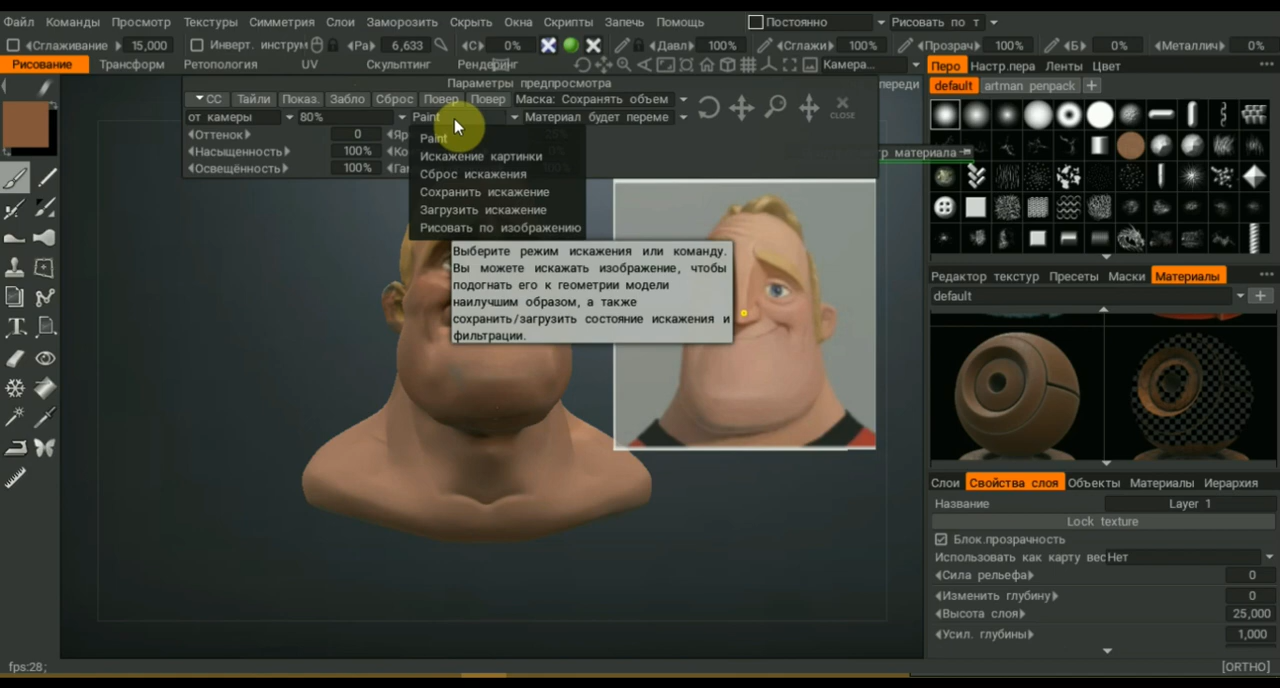 Файл Команды Просмотр Текстуры Симметрия Слои Заморозить Скрыть Окна Скрипты Запечь Помощь Постоянно Рисовать по т
Сглаживание 15,000 Инверт. инструм Ра 6,633 С 0% Давл 100% Сглажи 100% Прозрач 100% Б 0% Металлич 0%
Рисование Трансформ Ретопология UV Скульптинг Рендеринг Камера... Перо Настр.пера Ленты Цвет
Параметры предпросмотра
default artman penpack
СС Тайли Показ. Забло Сброс Повер Повер Маска: Сохранять объем
CLOSE
от камеры 80% Paint Материал будет переме
Оттенок 0
Насыщенность 100%
Освещённость 100%
Paint
Искажение картинки
Сброс искажения
Сохранить искажение
Загрузить искажение
Рисовать по изображению
Выберите режим искажения или команду.
Вы можете искажать изображение, чтобы
подогнать его к геометрии модели
наилучшим образом, а также
сохранить/загрузить состояние искажения и
фильтрации.
переди
р материала
Редактор текстур Пресеты Маски Материалы
default
Слои Свойства слоя Объекты Материалы Иерархия
Название Layer 1
Lock texture
Блок.прозрачность
Использовать как карту вес Нет
Сила рельефа 0
Изменить глубину 0
Высота слоя 25,000
Усил. глубины 1,000
fps:28;
[ORTHO]